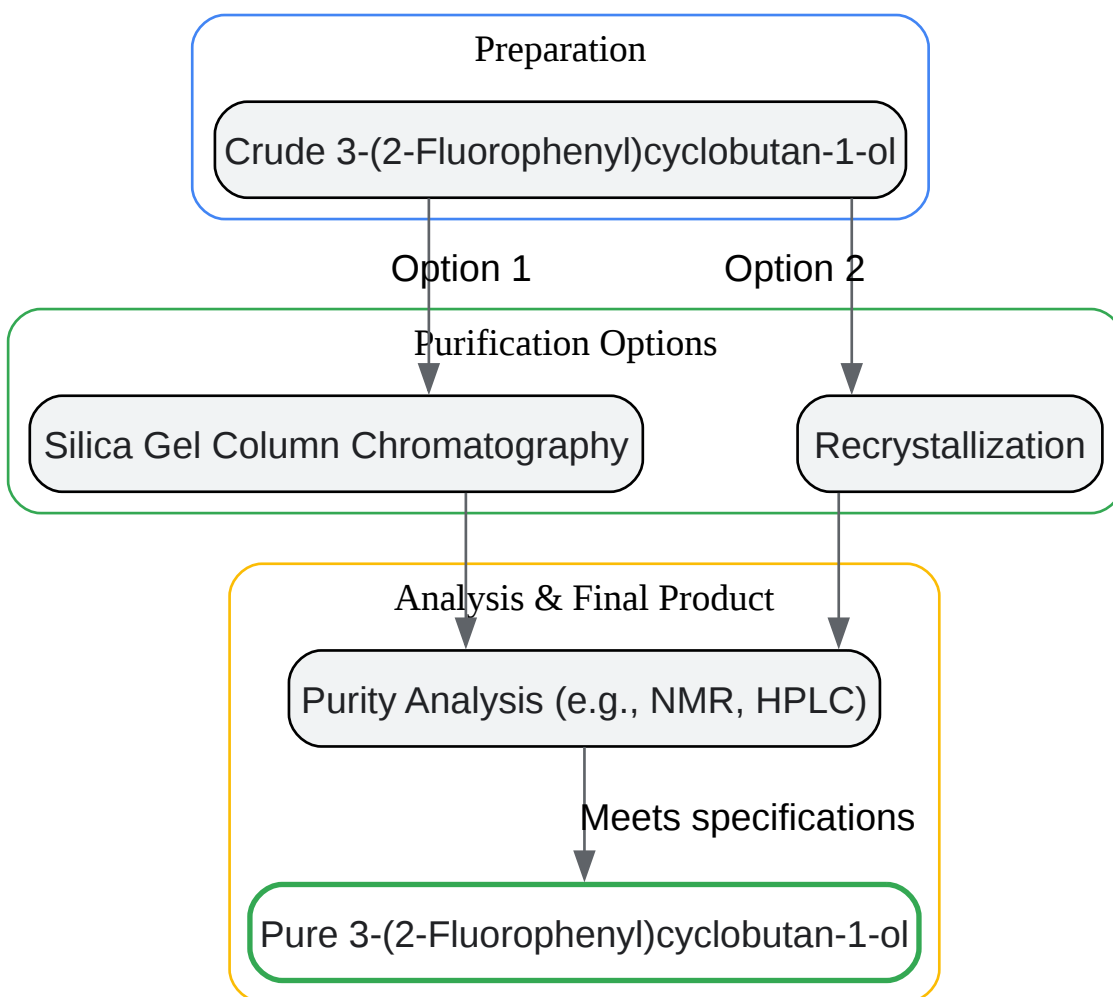 Preparation
Crude 3-(2-Fluorophenyl)cyclobutan-1-ol
Option 1
Option 2
Purification Options
Silica Gel Column Chromatography
Recrystallization
Analysis & Final Product
Purity Analysis (e.g., NMR, HPLC)
Meets specifications
Pure 3-(2-Fluorophenyl)cyclobutan-1-ol